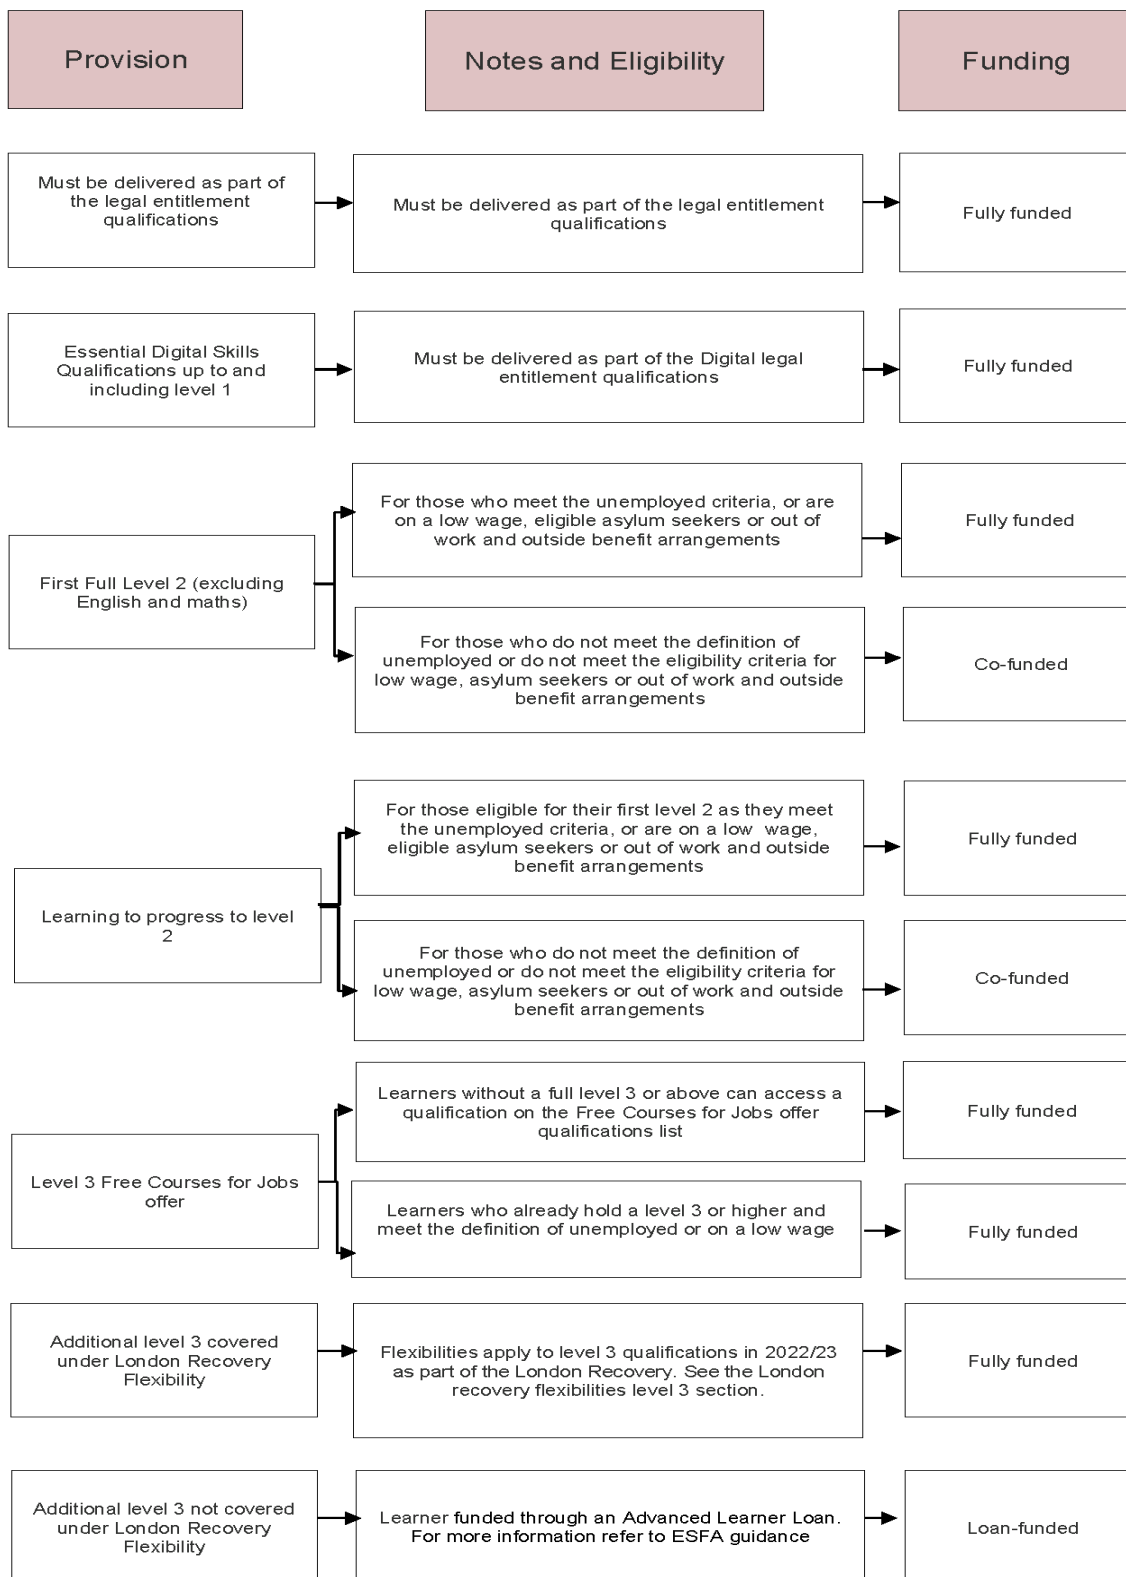 Provision
Notes and Eligibility
Funding
Must be delivered as part of
the legal entitlement
qualifications
Must be delivered as part of the legal entitlement
qualifications
Fully funded
Essential Digital Skills
Qualifications up to and
including level 1
Must be delivered as part of the Digital legal
entitlement qualifications
Fully funded
First Full Level 2 (excluding
English and maths)
For those who meet the unemployed criteria, or are
on a low wage, eligible asylum seekers or out of
work and outside benefit arrangements
Fully funded
For those who do not meet the definition of
unemployed or do not meet the eligibility criteria for
low wage, asylum seekers or out of work and outside
benefit arrangements
Co-funded
Learning to progress to level
2
For those eligible for their first level 2 as they meet
the unemployed criteria, or are on a low wage,
eligible asylum seekers or out of work and outside
benefit arrangements
Fully funded
For those who do not meet the definition of
unemployed or do not meet the eligibility criteria for
low wage, asylum seekers or out of work and outside
benefit arrangements
Co-funded
Level 3 Free Courses for Jobs
offer
Learners without a full level 3 or above can access a
qualification on the Free Courses for Jobs offer
qualifications list
Fully funded
Learners who already hold a level 3 or higher and
meet the definition of unemployed or on a low wage
Fully funded
Additional level 3 covered
under London Recovery
Flexibility
Flexibilities apply to level 3 qualifications in 2022/23
as part of the London Recovery. See the London
recovery flexibilities level 3 section.
Fully funded
Additional level 3 not covered
under London Recovery
Flexibility
Learner funded through an Advanced Learner Loan.
For more information refer to ESFA guidance
Loan-funded